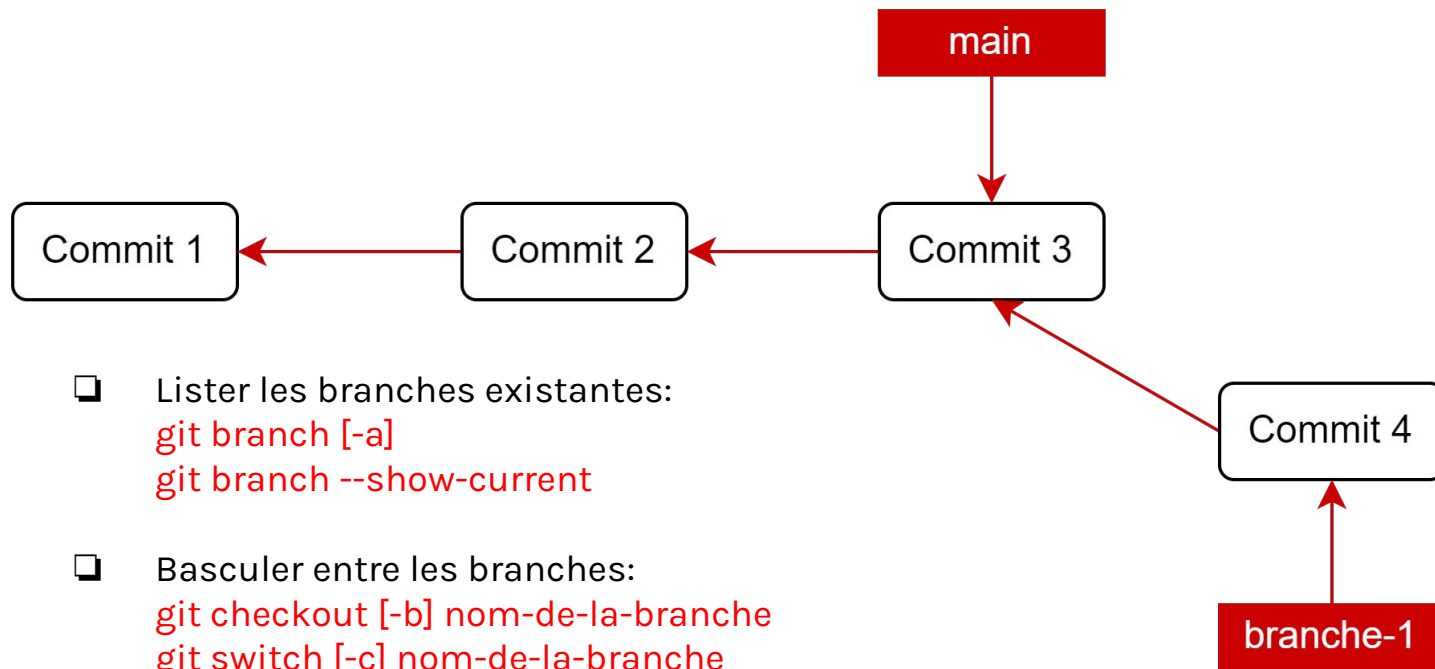 main
Commit 1
Commit 2
Commit 3
❏ Lister les branches existantes:
git branch [-a]
git branch --show-current
Commit 4
❏ Basculer entre les branches:
git checkout [-b] nom-de-la-branche
git switch [-c] nom-de-la-branche
branche-1